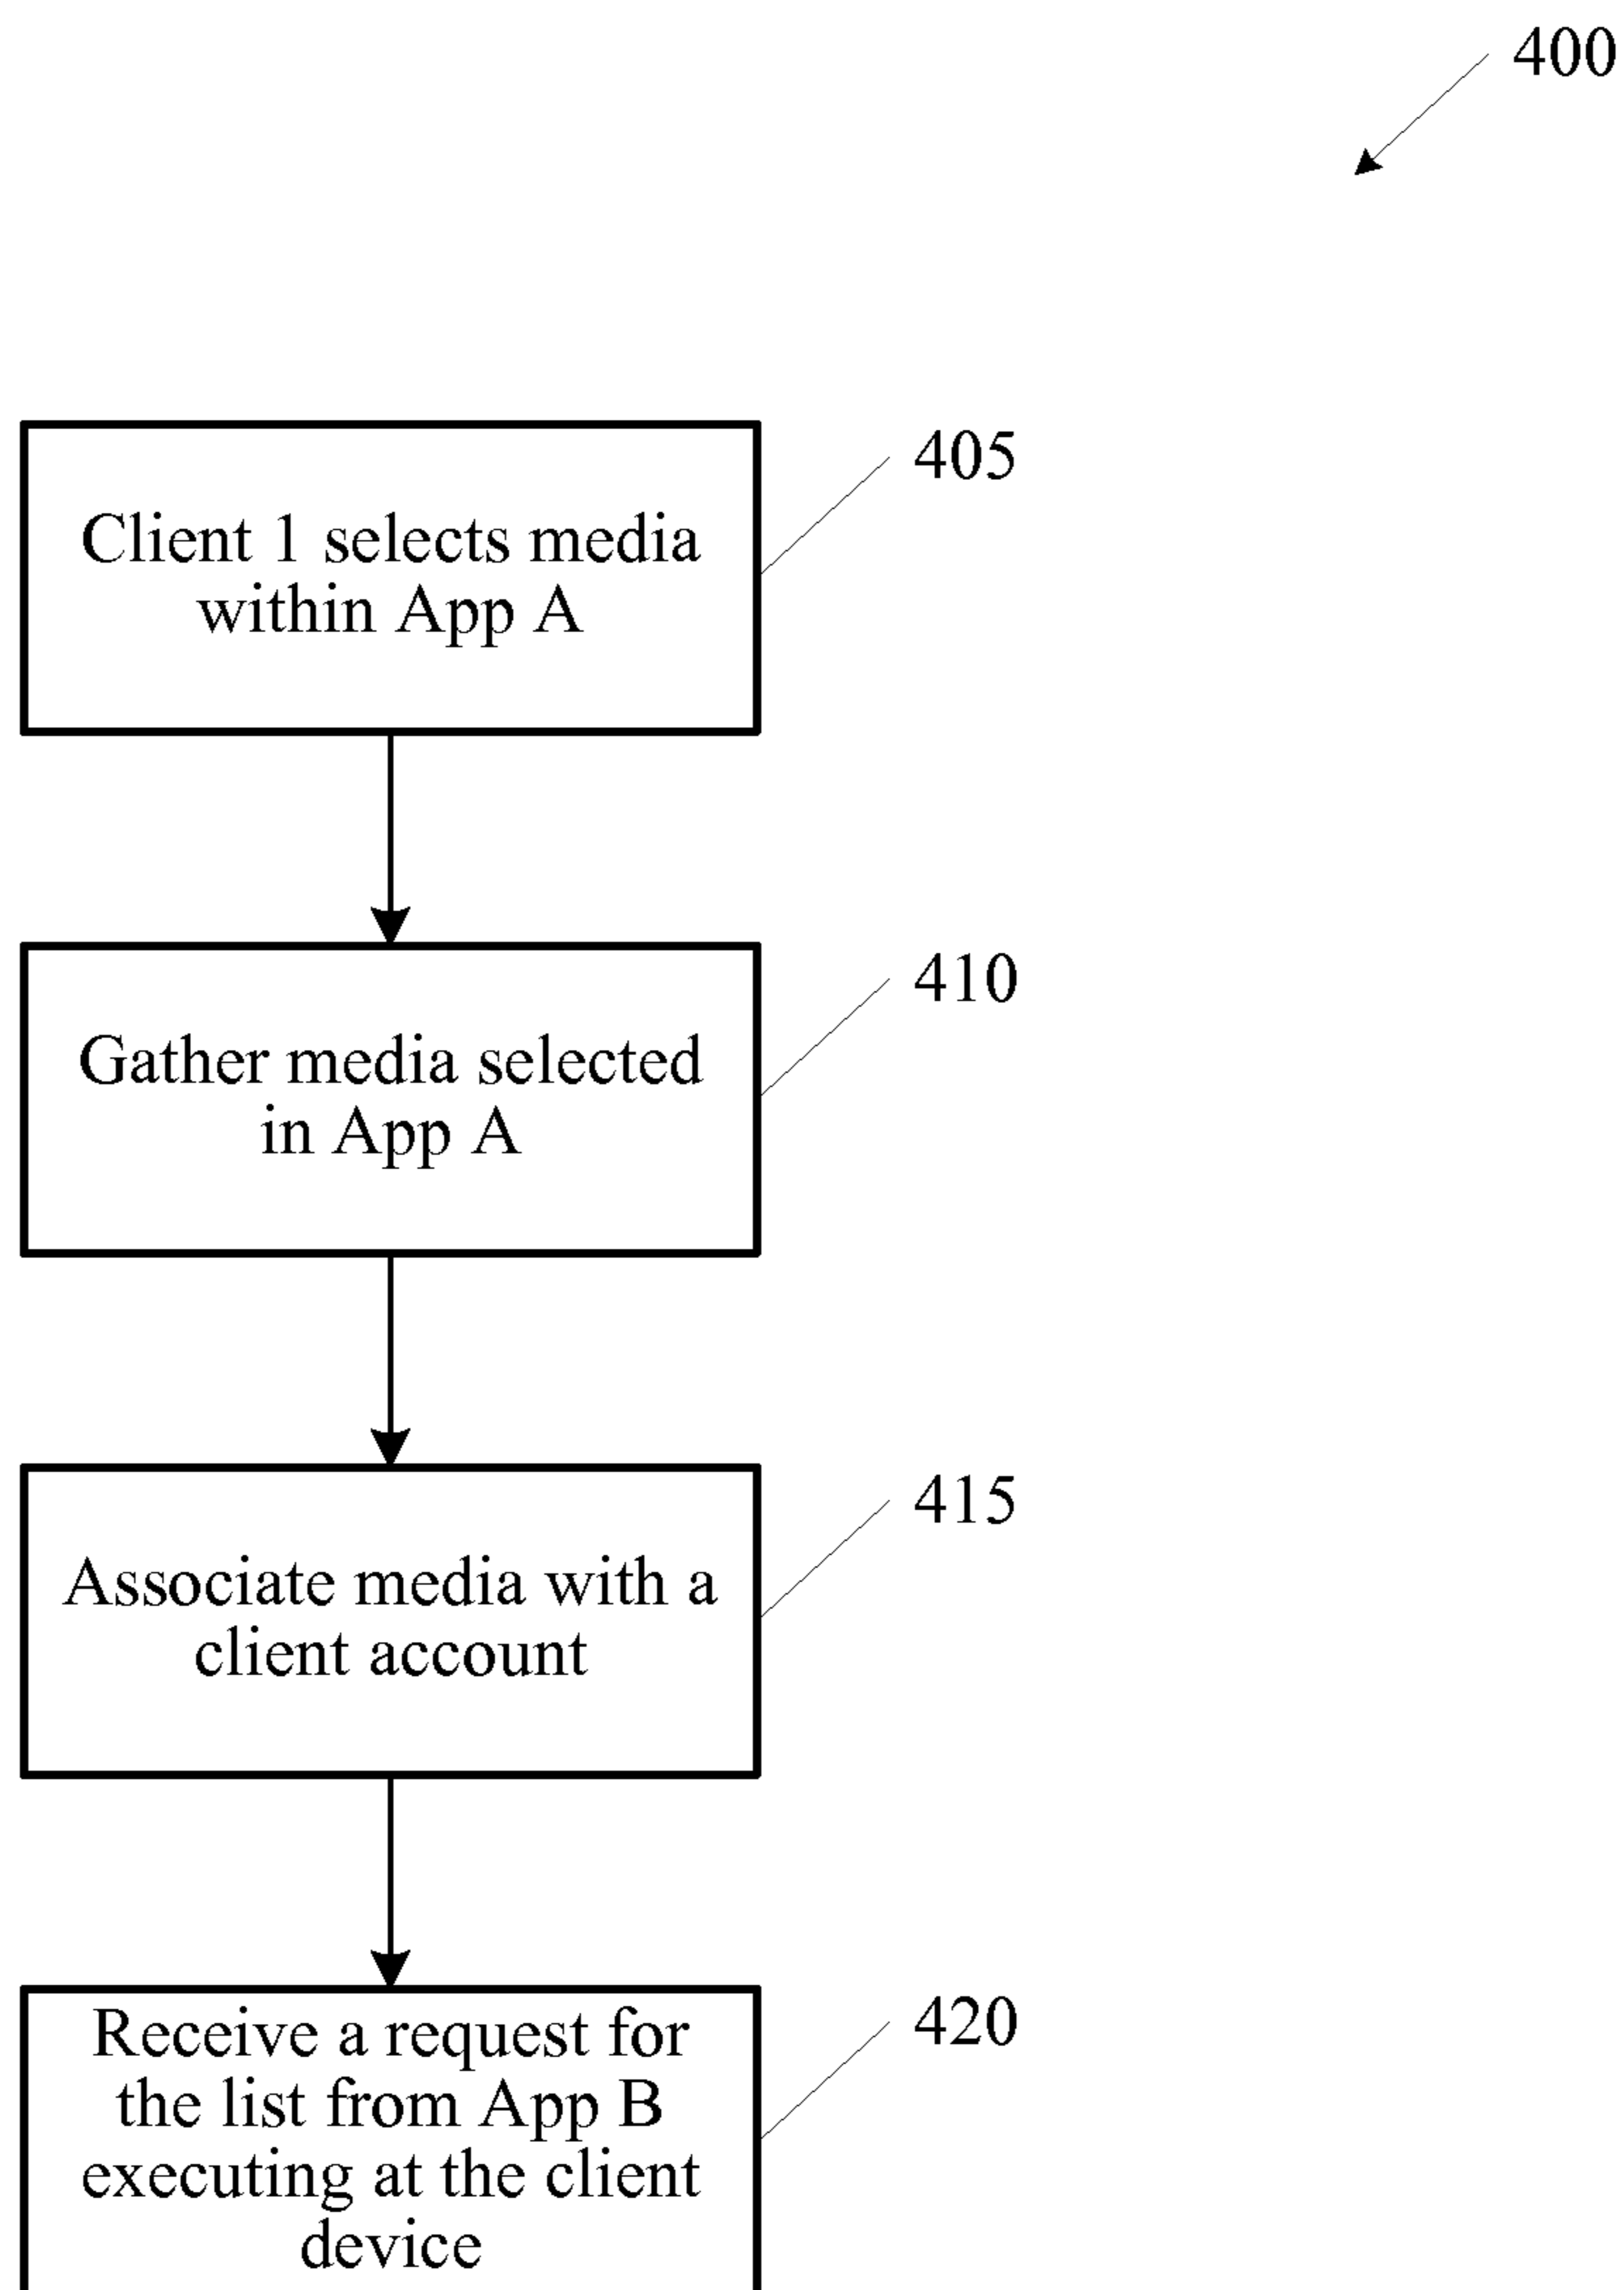 400
405
Client 1 selects media
within App A
410
Gather media selected
in App A
415
Associate media with a
client account
420
Receive a request for
the list from App B
executing at the client
device